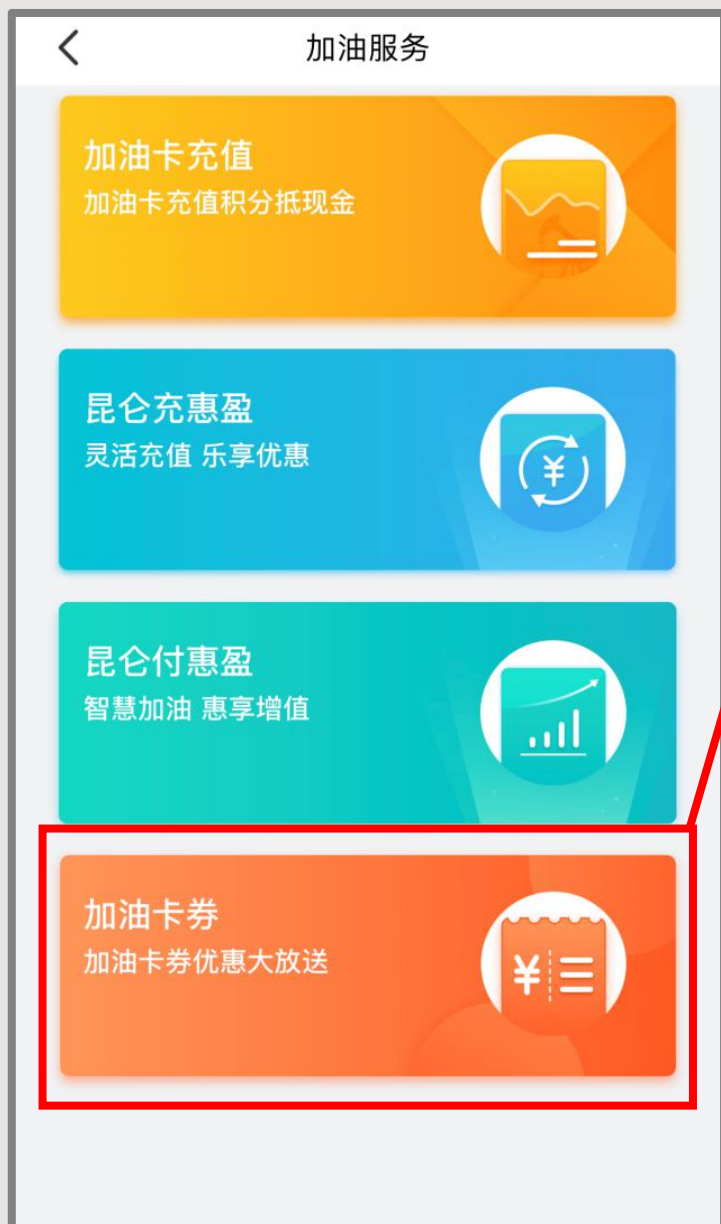 加油服务
加油卡充值
加油卡充值积分抵现金
昆仑充惠盈
灵活充值 乐享优惠
¥
昆仑付惠盈
智慧加油 惠享增值
加油卡券
加油卡券优惠大放送
¥